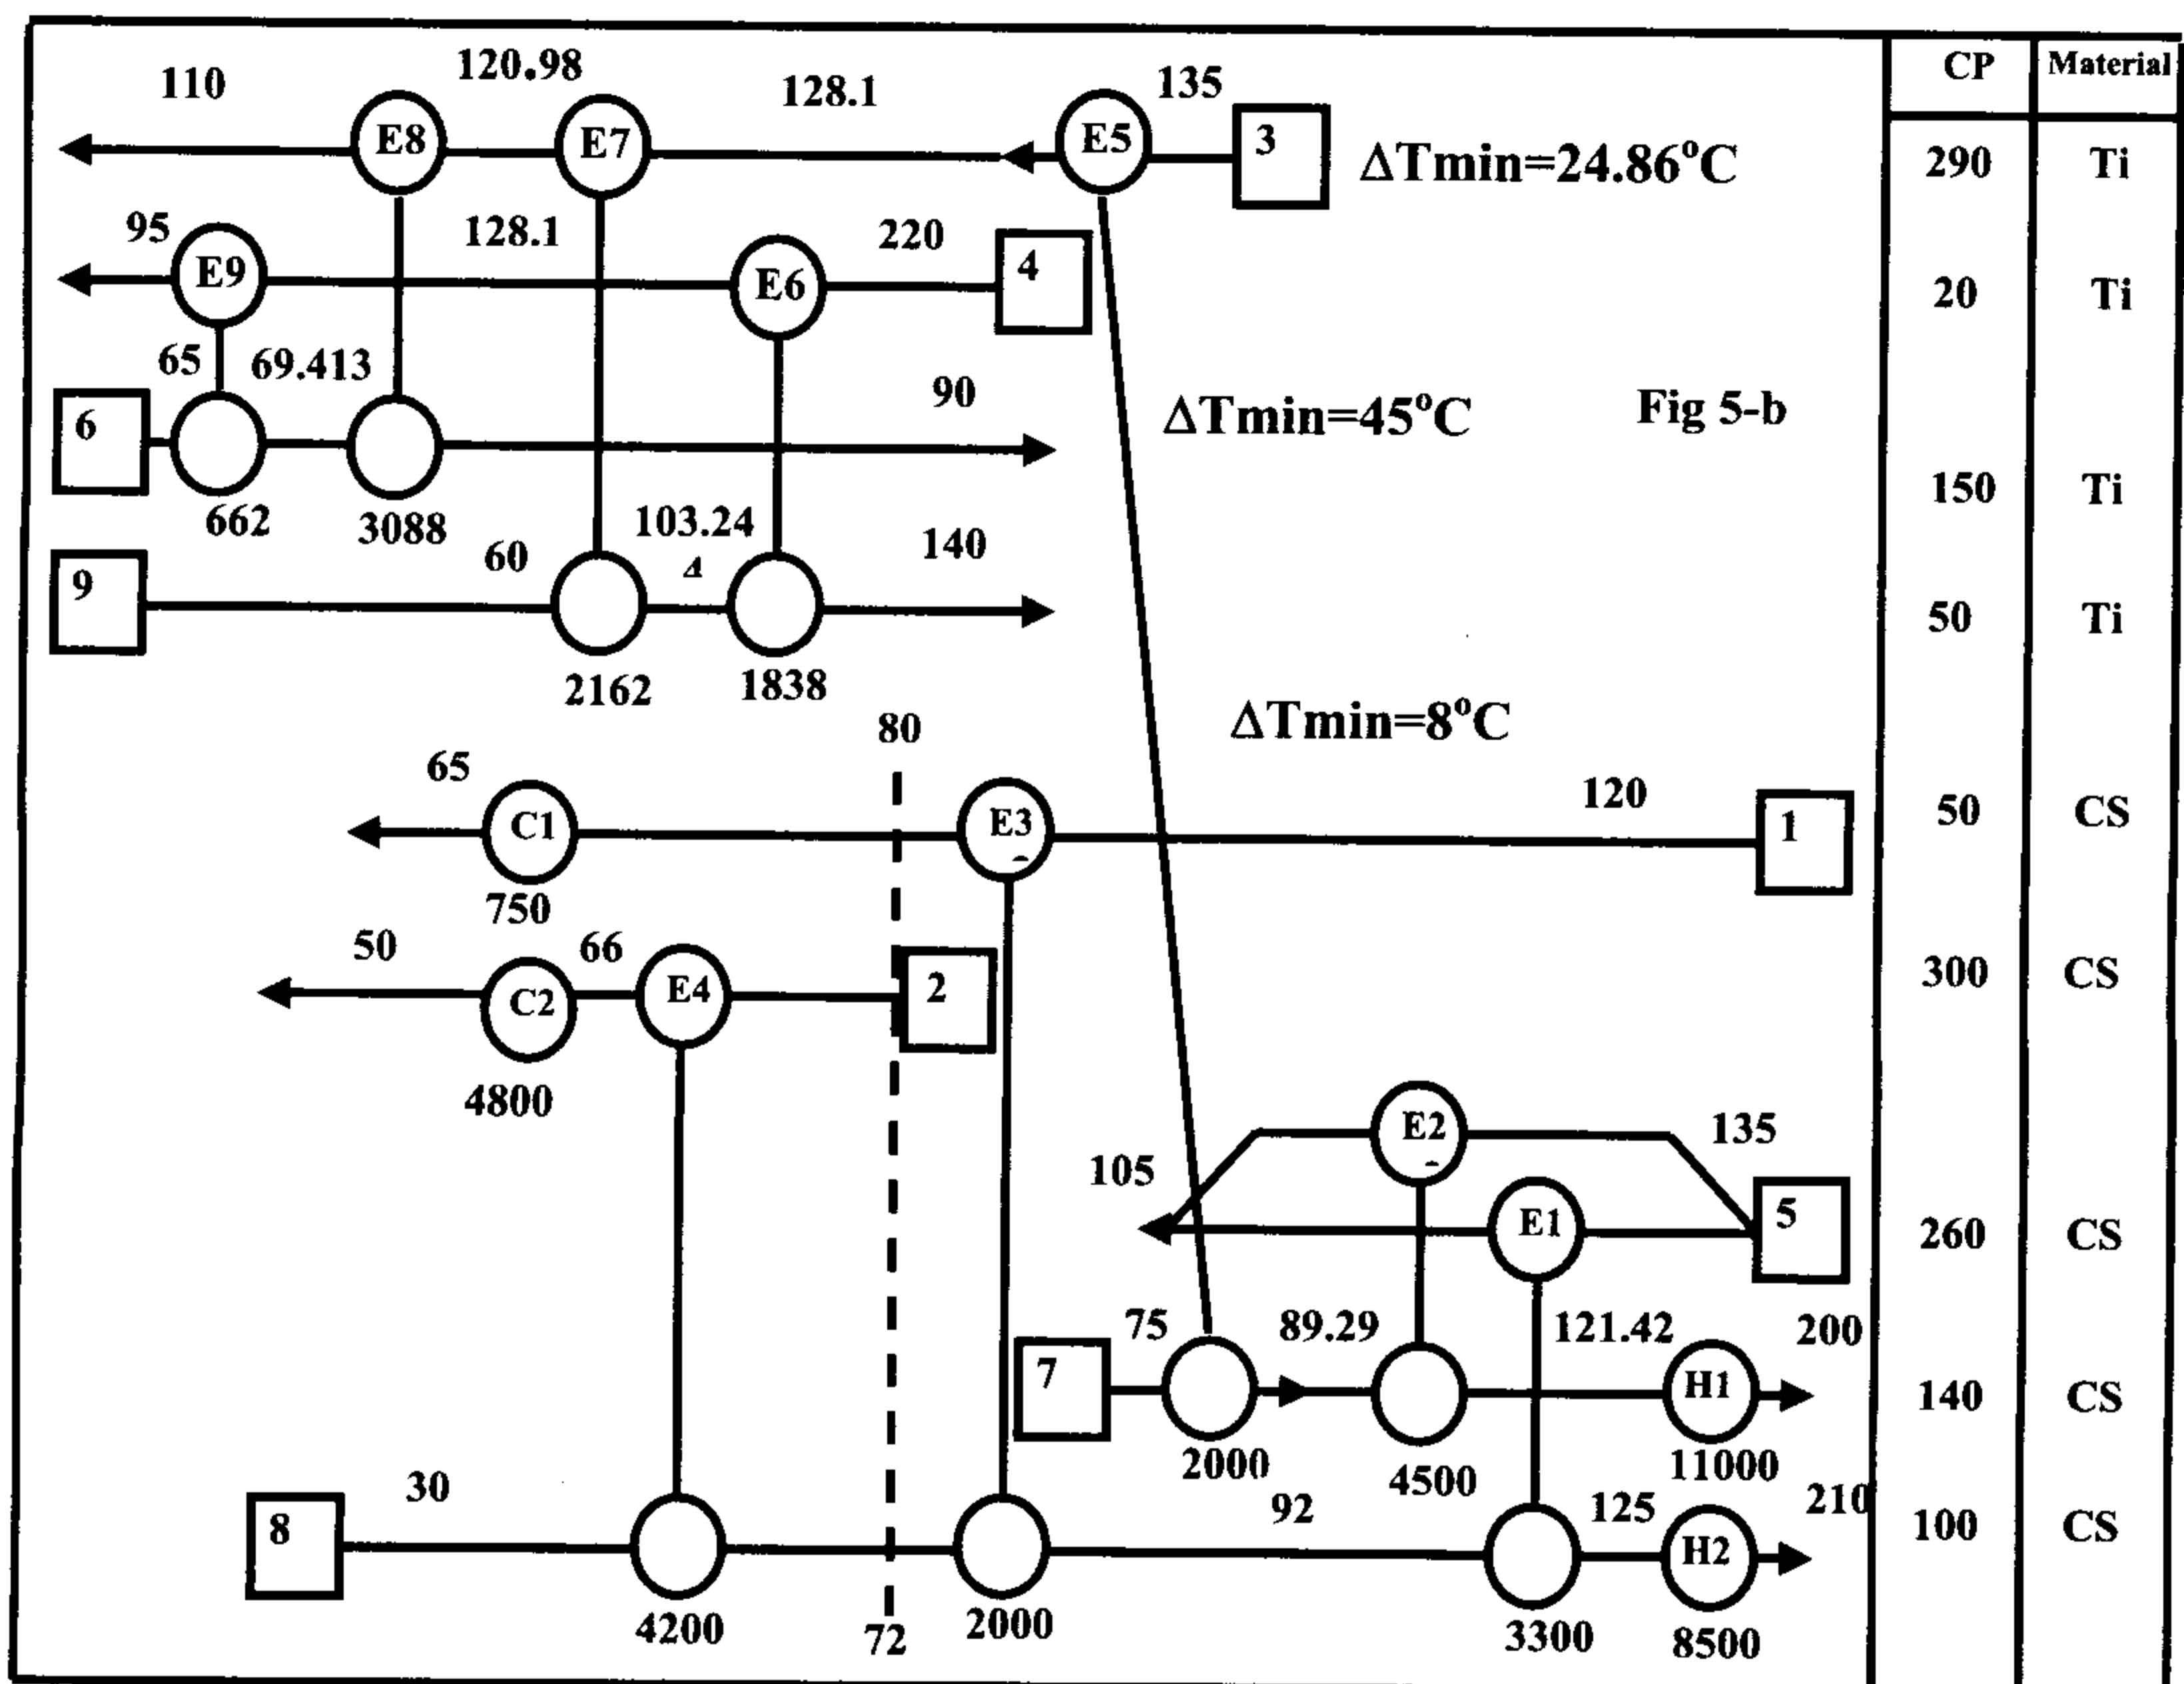 CP Material
110 120.98 128.1 135
E8 E7 E5 3 ΔTmin=24.86°C 290 Ti
95 128.1 220
E9 E6 4 20 Ti
65 69.413 90
6 ΔTmin=45°C Fig 5-b
150 Ti
662 3088 103.24
60 4 140
9 50 Ti
2162 1838
80 ΔTmin=8°C
65 120
C1 E3 1 50 CS
750
50 66
C2 E4 2 300 CS
4800
E2 135
105
E1 5 260 CS
75 89.29 121.42 200
7 H1 140 CS
2000 4500 11000
30 92 125 210
8 H2 100 CS
4200 72 2000 3300 8500